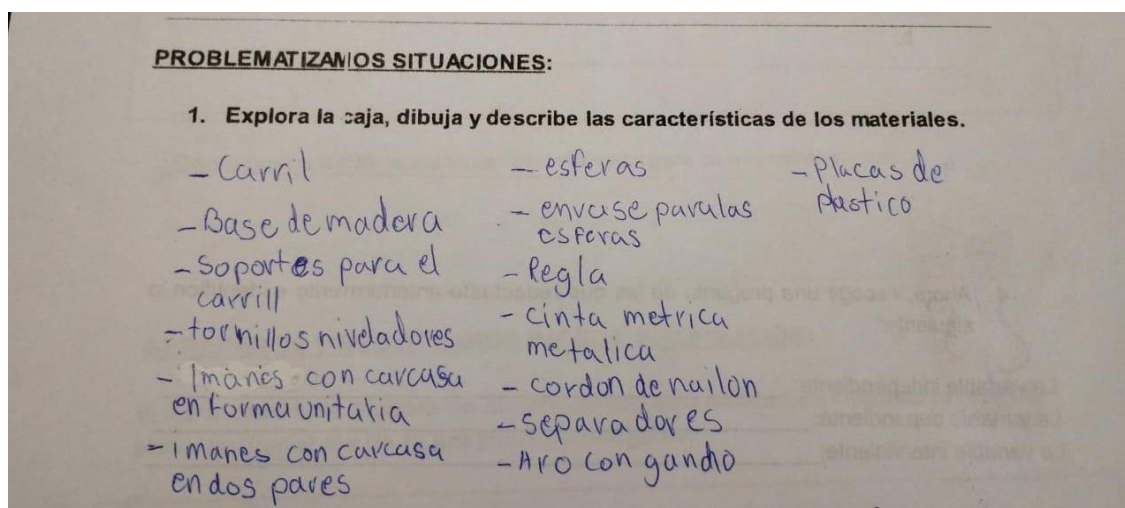 PROBLEMATIZAMOS SITUACIONES:
1. Explora la caja, dibuja y describe las características de los materiales.
- Carril
- Base de madera
- Soportes para el
carrill
- tornillos niveladores
- Imanes con carcasa
en forma unitaria
- imanes con carcasa
en dos pares
- esferas
- envase para las
esferas
- Regla
- cinta metrica
metalica
- cordon de nailon
- separadores
- Aro con gancho
- Placas de
plastico